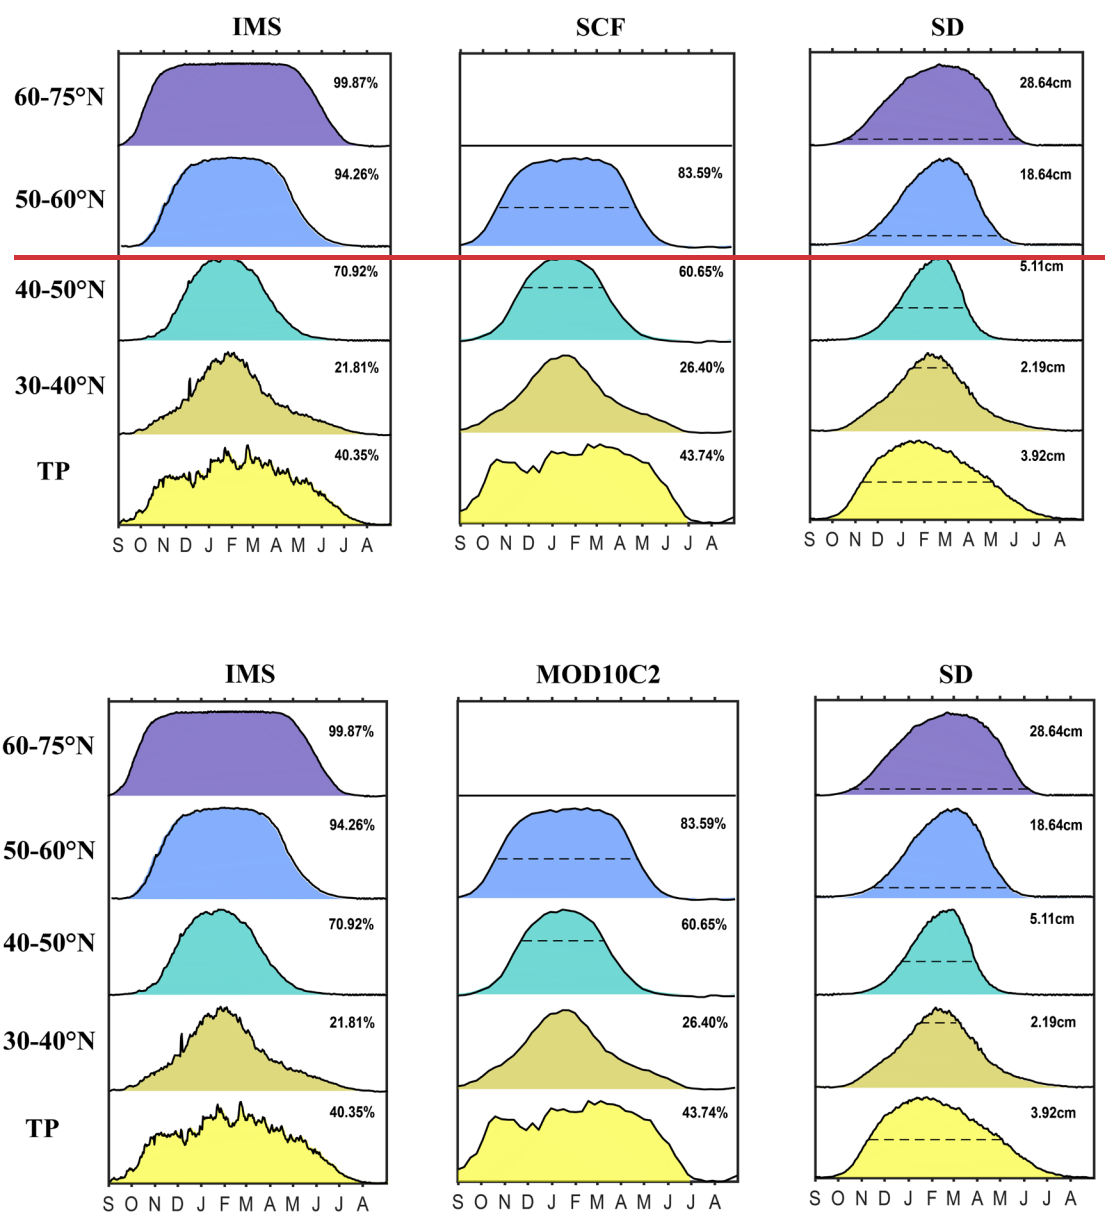 IMS SCF SD
60-75°N 99.87% 28.64cm
50-60°N 94.26% 83.59% 18.64cm
40-50°N 70.92% 60.65% 5.11cm
30-40°N 21.81% 26.40% 2.19cm
TP 40.35% 43.74% 3.92cm
S O N D J F M A M J J A S O N D J F M A M J J A S O N D J F M A M J J A
IMS MOD10C2 SD
60-75°N 99.87% 28.64cm
50-60°N 94.26% 83.59% 18.64cm
40-50°N 70.92% 60.65% 5.11cm
30-40°N 21.81% 26.40% 2.19cm
TP 40.35% 43.74% 3.92cm
S O N D J F M A M J J A S O N D J F M A M J J A S O N D J F M A M J J A